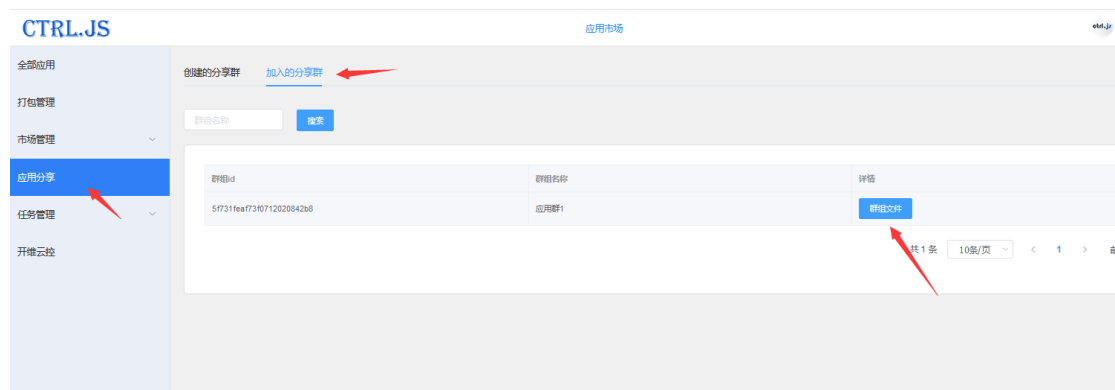 CTRL.JS
应用市场
ctrl.js
全部应用
打包管理
市场管理
应用分享
任务管理
开维云控
创建的分享群 加入的分享群
群组名称 搜索
群组id 群组名称 详情
5f731feaf73f0712020842b8 应用群1 群组文件
共 1 条 10条/页 < 1 > 前